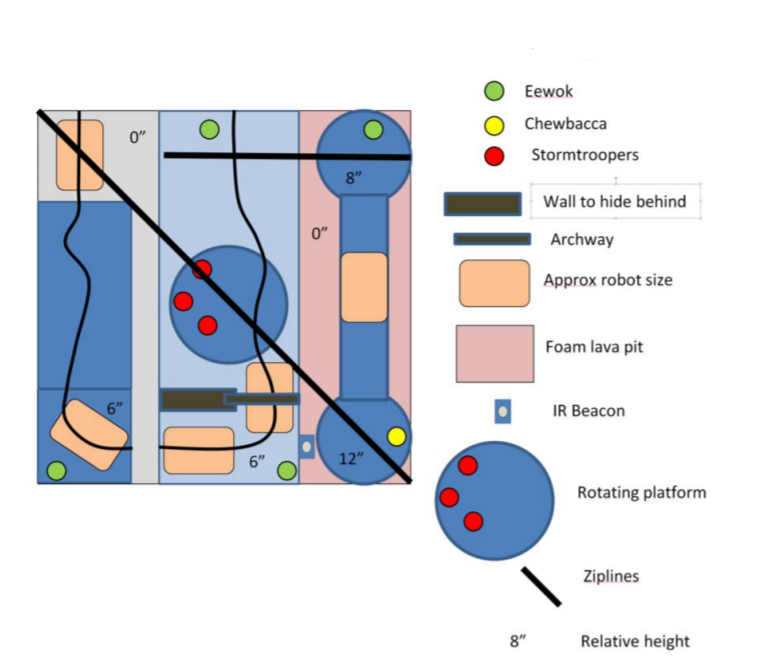 Eewok
Chewbacca
Stormtroopers
Wall to hide behind
Archway
Approx robot size
Foam lava pit
IR Beacon
Rotating platform
Ziplines
8” Relative height
0”
8”
0”
6”
6”
12”